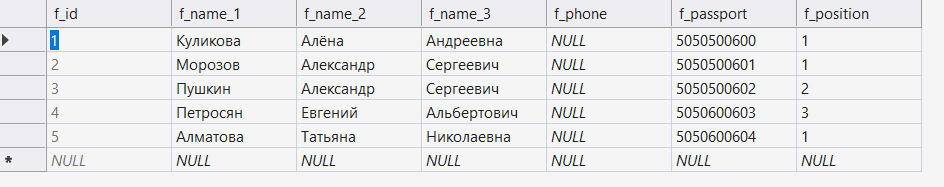 f_id f_name_1 f_name_2 f_name_3 f_phone f_passport f_position
1 Куликова Алёна Андреевна NULL 5050500600 1
2 Морозов Александр Сергеевич NULL 5050500601 1
3 Пушкин Александр Сергеевич NULL 5050500602 2
4 Петросян Евгений Альбертович NULL 5050600603 3
5 Алматова Татьяна Николаевна NULL 5050600604 1
* NULL NULL NULL NULL NULL NULL NULL